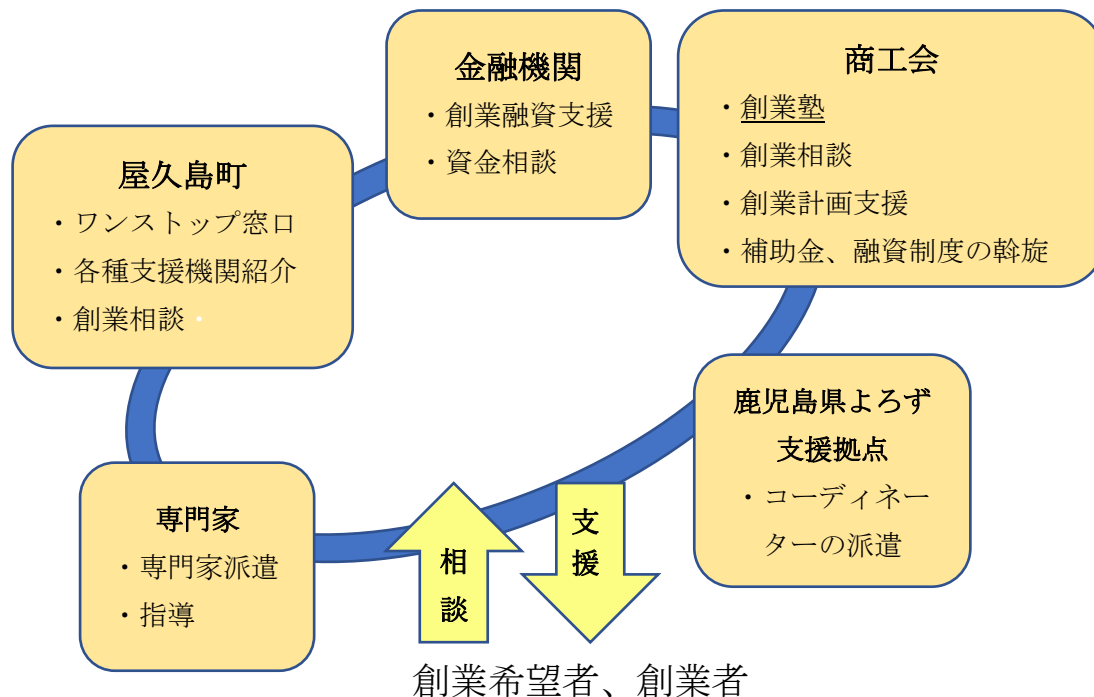 金融機関
・創業融資支援
・資金相談
商工会
・創業塾
・創業相談
・創業計画支援
・補助金、融資制度の斡旋
屋久島町
・ワンストップ窓口
・各種支援機関紹介
・創業相談・
鹿児島県よろず
支援拠点
・コーディネー
ターの派遣
専門家
・専門家派遣
・指導
相談
支援
創業希望者、創業者